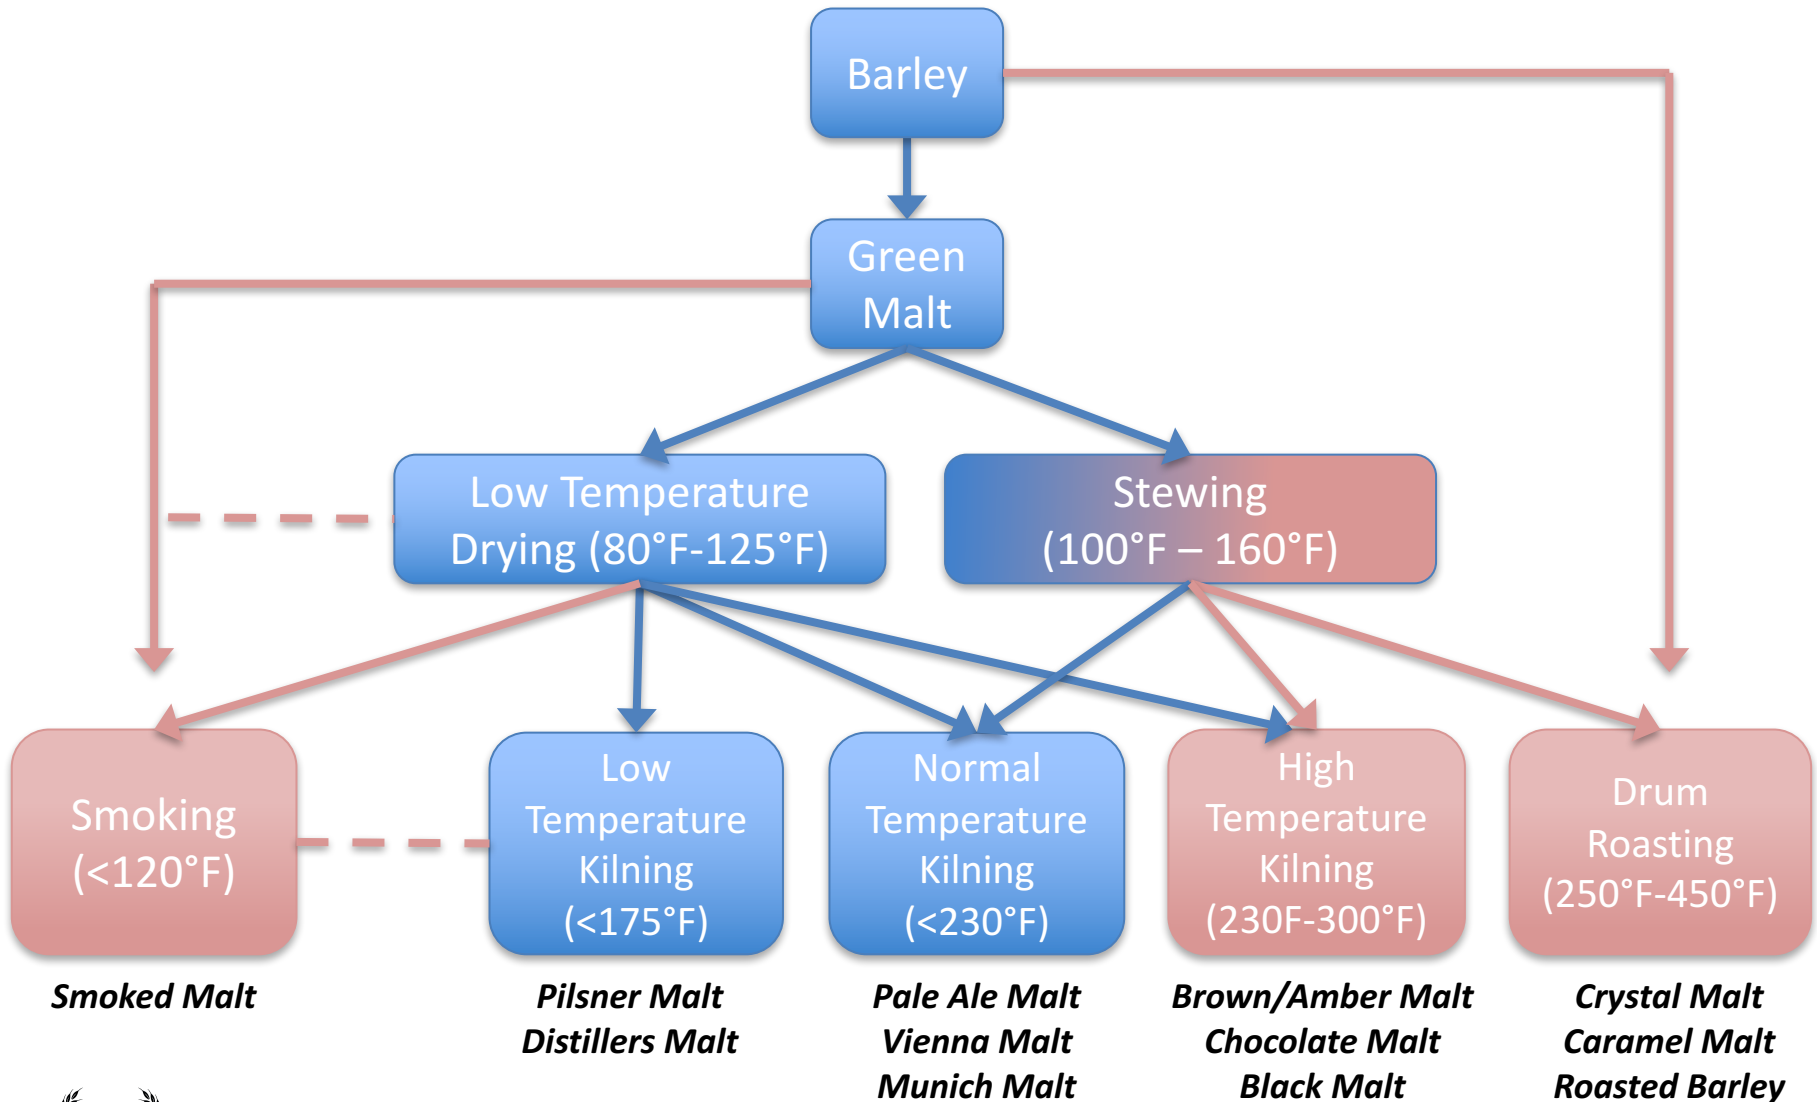 Barley
Green
Malt
Low Temperature
Drying (80°F-125°F)
Stewing
(100°F – 160°F)
Smoking
(<120°F)
Low
Temperature
Kilning
(<175°F)
Normal
Temperature
Kilning
(<230°F)
High
Temperature
Kilning
(230F-300°F)
Drum
Roasting
(250°F-450°F)
Smoked Malt
Pilsner Malt
Distillers Malt
Pale Ale Malt
Vienna Malt
Munich Malt
Brown/Amber Malt
Chocolate Malt
Black Malt
Crystal Malt
Caramel Malt
Roasted Barley